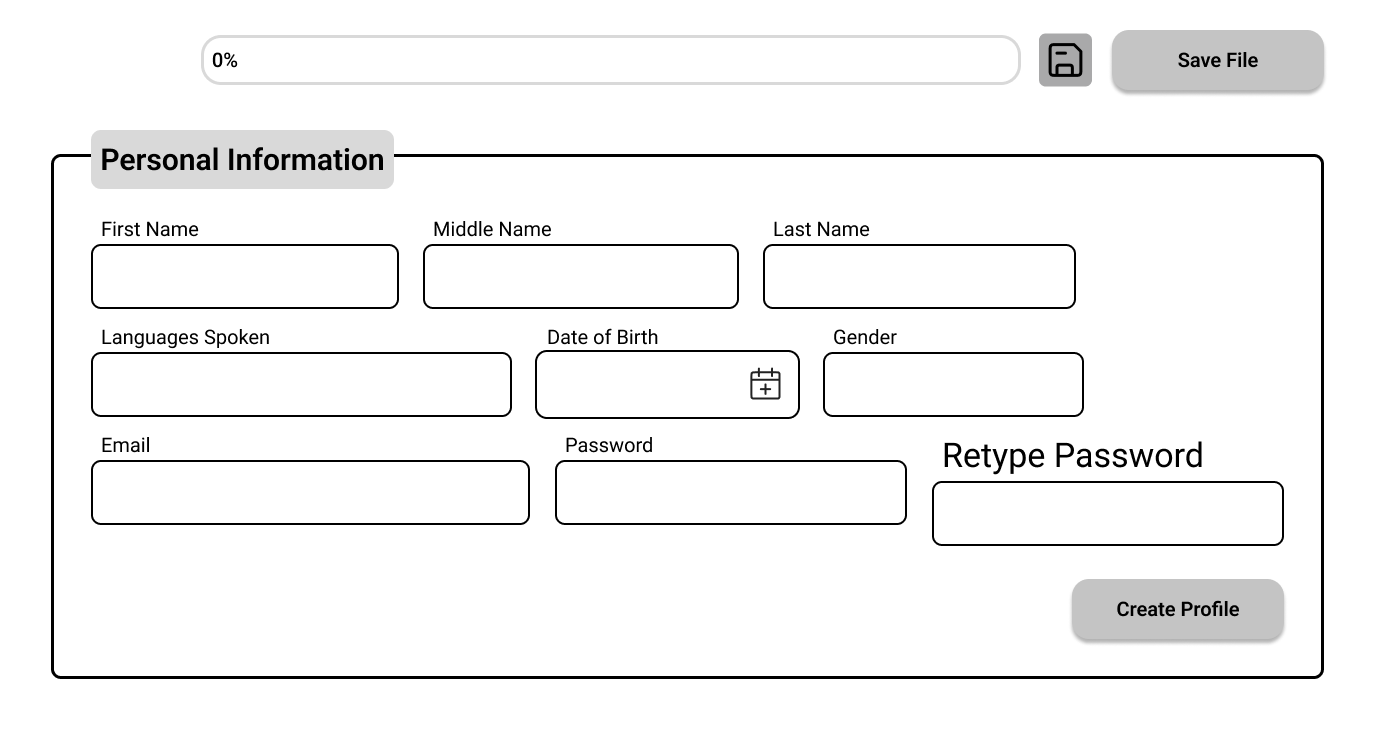 0%
Save File
Personal Information
First Name
Middle Name
Last Name
Languages Spoken
Date of Birth
Gender
Email
Password
Retype Password
Create Profile